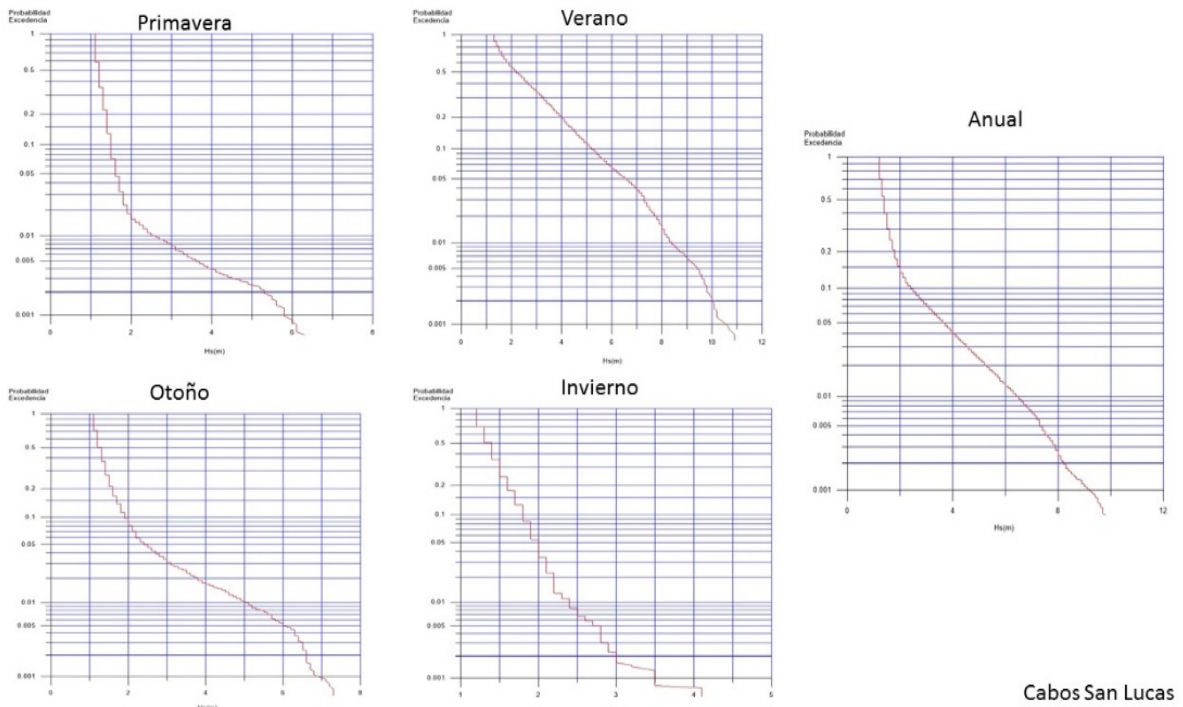 Probabilidad
Excedencia
Primavera
1
0.5
0.2
0.1
0.05
0.01
0.005
0.001
0 2 4 6 8
Hs(m)
Probabilidad
Excedencia
Verano
1
0.5
0.2
0.1
0.05
0.01
0.005
0.001
0 2 4 6 8 10 12
Hs(m)
Probabilidad
Excedencia
Anual
1
0.5
0.2
0.1
0.05
0.01
0.005
0.001
0 4 8 12
Hs(m)
Probabilidad
Excedencia
Otoño
1
0.5
0.2
0.1
0.05
0.01
0.005
0.001
0 2 4 6 8
Hs(m)
Probabilidad
Excedencia
Invierno
1
0.5
0.2
0.1
0.05
0.01
0.005
0.001
1 2 3 4 5
Cabos San Lucas